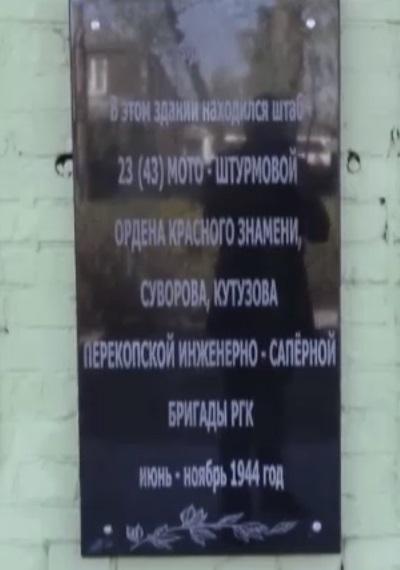 В этом здании находился штаб
23 (43) МОТО - ШТУРМОВОЙ
ОРДЕНА КРАСНОГО ЗНАМЕНИ,
СУВОРОВА, КУТУЗОВА
ПЕРЕКОПСКОЙ ИНЖЕНЕРНО - САПЁРНОЙ
БРИГАДЫ РГК
июнь - ноябрь 1944 год